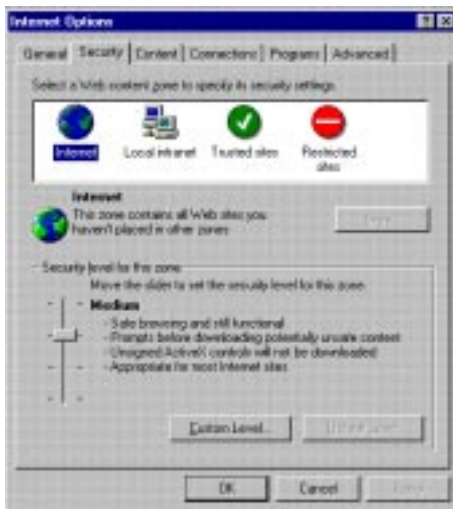 Internet Options
General Security Content Connections Programs Advanced
Select a Web content zone to specify its security settings
Internet Local intranet Trusted sites Restricted
sites
Internet
This zone contains all Web sites you
haven't placed in other zones
Security level for this zone
Move the slider to set the security level for this zone
Medium
- Safe browsing and still functional
- Prompts before downloading potentially unsafe content
- Unsigned ActiveX controls will not be downloaded
- Appropriate for most Internet sites
Custom Level...
OK Cancel